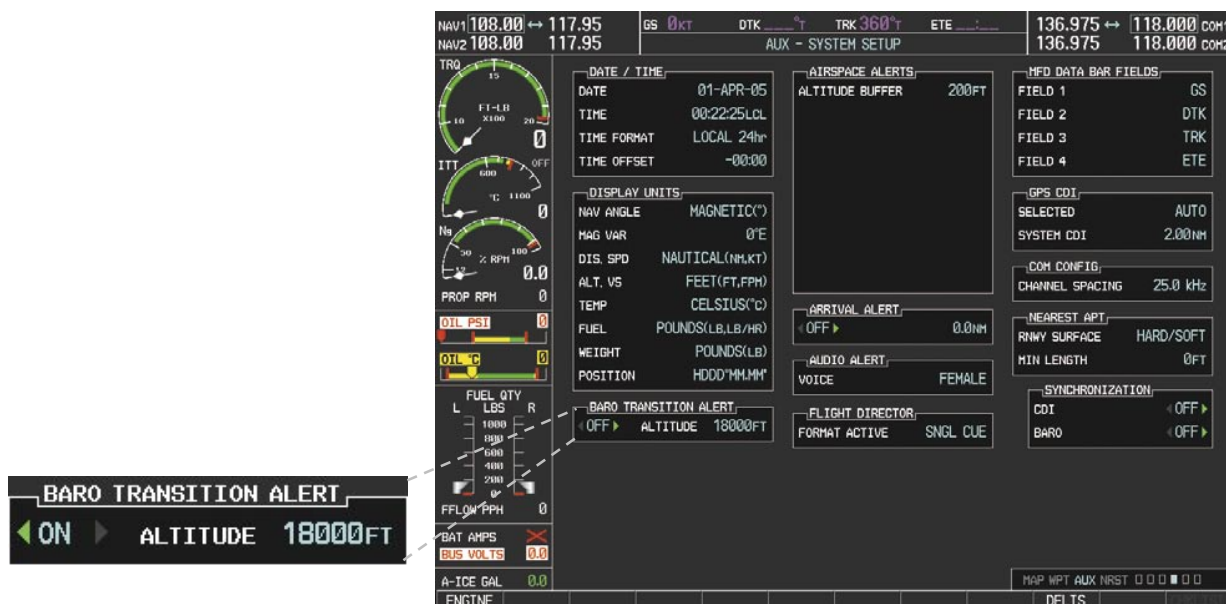 NAV1 108.00 ↔ 117.95
NAV2 108.00 117.95
GS 0KT DTK ___°T TRK 360°T ETE __:__
AUX - SYSTEM SETUP
136.975 ↔ 118.000 COM1
136.975 118.000 COM2
TRQ
15
FT-LB
X100
10 20
0
ITT
OFF
600
°C 1100
0
Ng
50 100
% RPM
12
0.0
PROP RPM 0
OIL PSI 0
OIL °C 0
FUEL QTY
L LBS R
1000
800
600
400
200
0
FFLOW PPH 0
BAT AMPS
BUS VOLTS 0.0
A-ICE GAL 0.0
ENGINE
DATE / TIME
DATE 01-APR-05
TIME 00:22:25LCL
TIME FORMAT LOCAL 24hr
TIME OFFSET -00:00
DISPLAY UNITS
NAV ANGLE MAGNETIC(°)
MAG VAR 0°E
DIS, SPD NAUTICAL(NM,KT)
ALT, VS FEET(FT,FPM)
TEMP CELSIUS(°C)
FUEL POUNDS(LB,LB/HR)
WEIGHT POUNDS(LB)
POSITION HDDD°MM.MM'
BARO TRANSITION ALERT
OFF ALTITUDE 18000FT
AIRSPACE ALERTS
ALTITUDE BUFFER 200FT
ARRIVAL ALERT
OFF 0.0NM
AUDIO ALERT
VOICE FEMALE
FLIGHT DIRECTOR
FORMAT ACTIVE SNGL CUE
MFD DATA BAR FIELDS
FIELD 1 GS
FIELD 2 DTK
FIELD 3 TRK
FIELD 4 ETE
GPS CDI
SELECTED AUTO
SYSTEM CDI 2.00NM
COM CONFIG
CHANNEL SPACING 25.0 kHz
NEAREST APT
RNWY SURFACE HARD/SOFT
MIN LENGTH 0FT
SYNCHRONIZATION
CDI OFF
BARO OFF
MAP WPT AUX NRST
DFLTS
BARO TRANSITION ALERT
ON ALTITUDE 18000FT